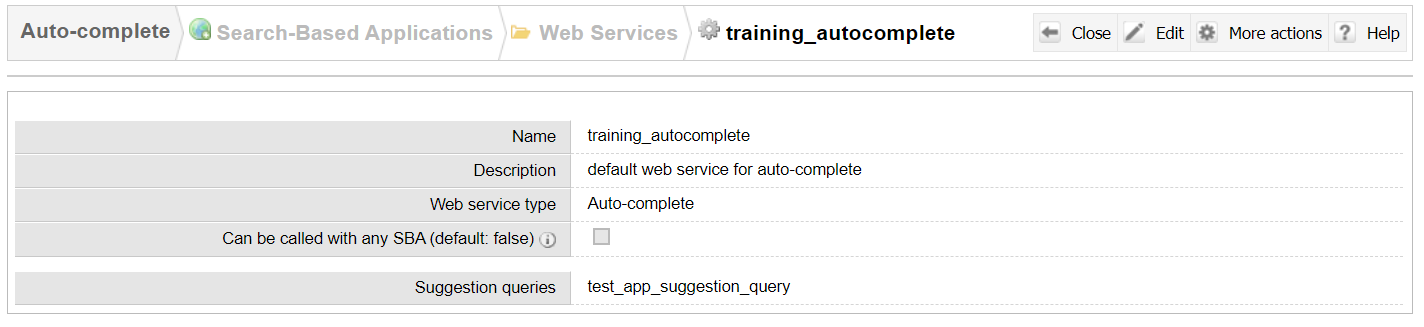 Auto-complete Search-Based Applications Web Services training_autocomplete Close Edit More actions ? Help
Name training_autocomplete
Description default web service for auto-complete
Web service type Auto-complete
Can be called with any SBA (default: false) i
Suggestion queries test_app_suggestion_query